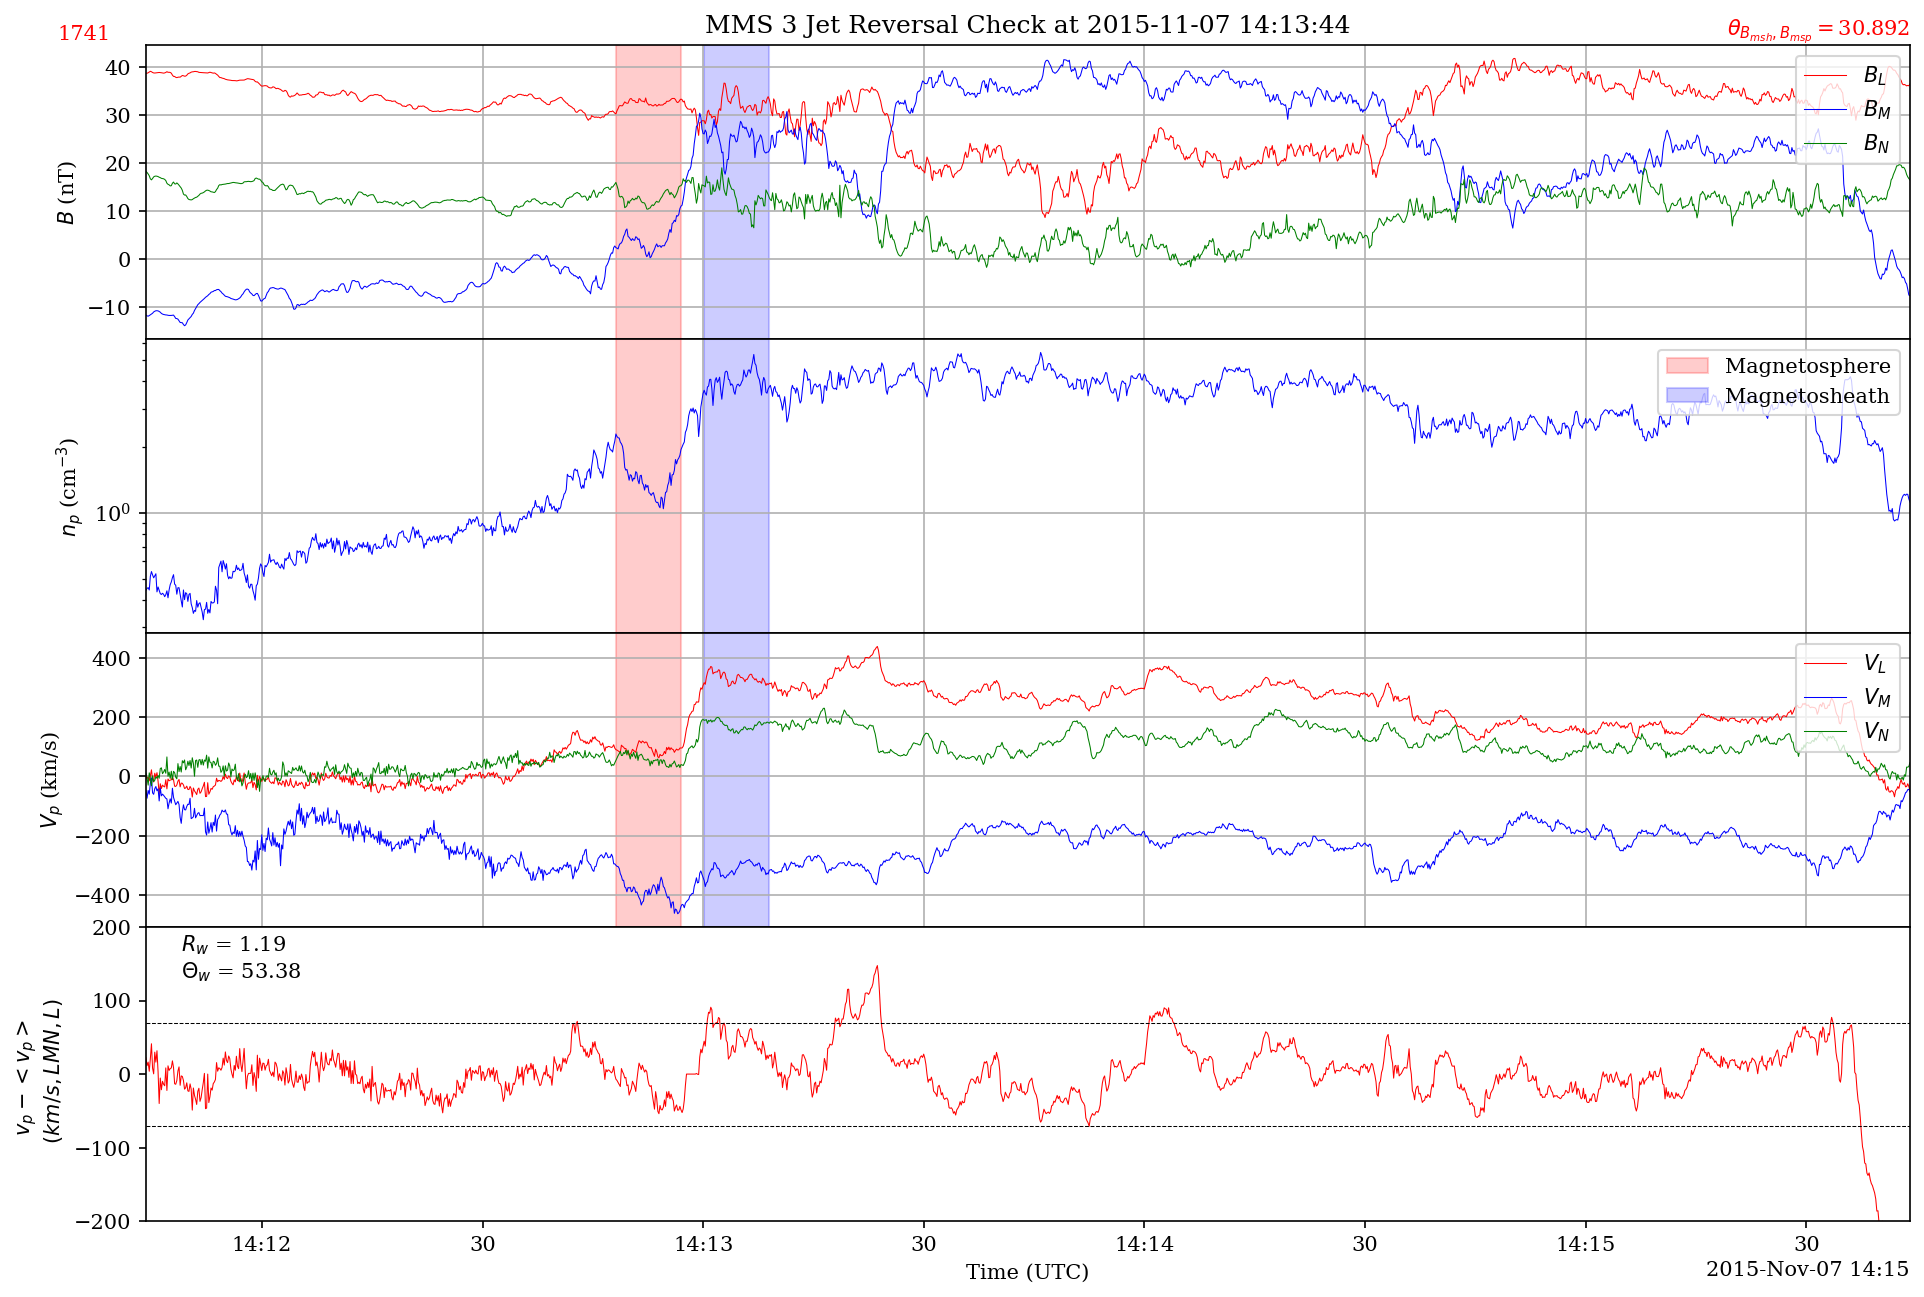 MMS 3 Jet Reversal Check at 2015-11-07 14:13:44
1741
θ_{B_{msh}, B_{msp}} = 30.892
B (nT)
40
30
20
10
0
−10
B_L
B_M
B_N
n_p (cm^{−3})
10^0
Magnetosphere
Magnetosheath
V_p (km/s)
400
200
0
−200
−400
V_L
V_M
V_N
v_p − < v_p >
(km/s, LMN, L)
200
100
0
−100
−200
R_w = 1.19
Θ_w = 53.38
14:12
30
14:13
30
14:14
30
14:15
30
Time (UTC)
2015-Nov-07 14:15